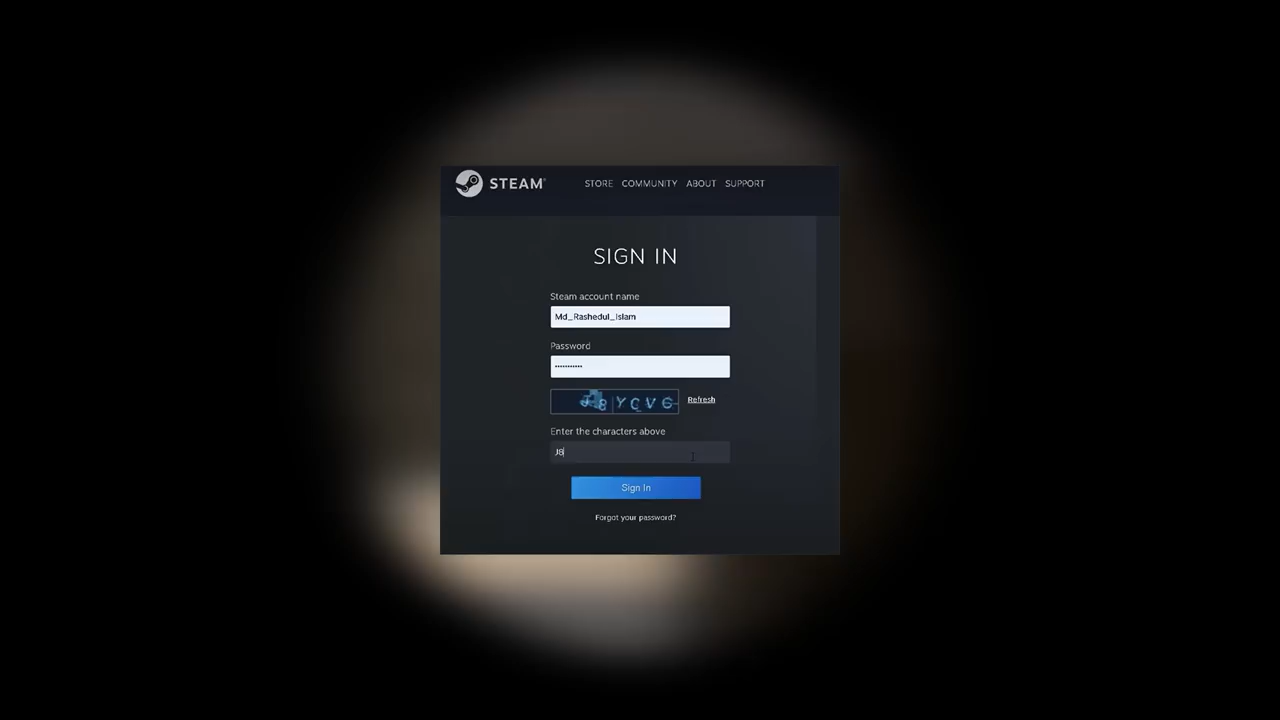 STEAM
STORE COMMUNITY ABOUT SUPPORT
SIGN IN
Steam account name
Md_Rashedul_Islam
Password
Refresh
Enter the characters above
J8
Sign In
Forgot your password?